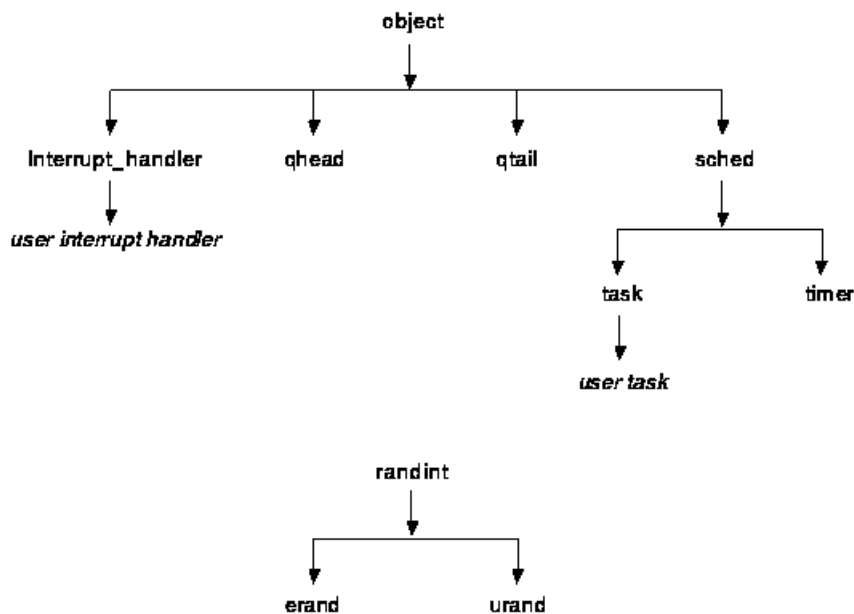 object
Interrupt_handler qhead qtail sched
user interrupt handler
task timer
user task
randint
erand urand